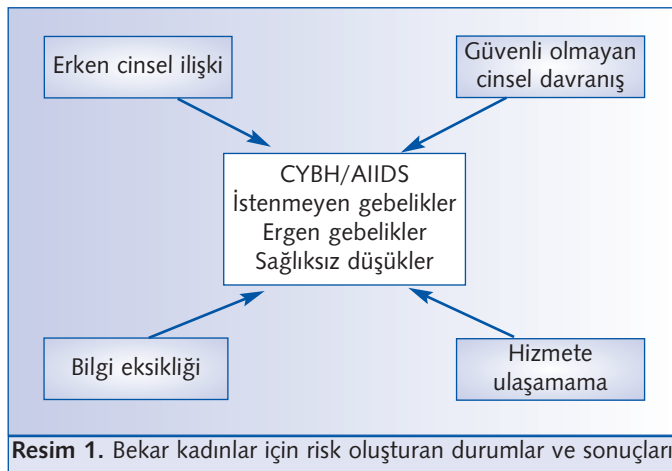 Erken cinsel ilişki
Güvenli olmayan
cinsel davranış
CYBH/AIIDS
İstenmeyen gebelikler
Ergen gebelikler
Sağlıksız düşükler
Bilgi eksikliği
Hizmete
ulaşamama
Resim 1. Bekar kadınlar için risk oluşturan durumlar ve sonuçları